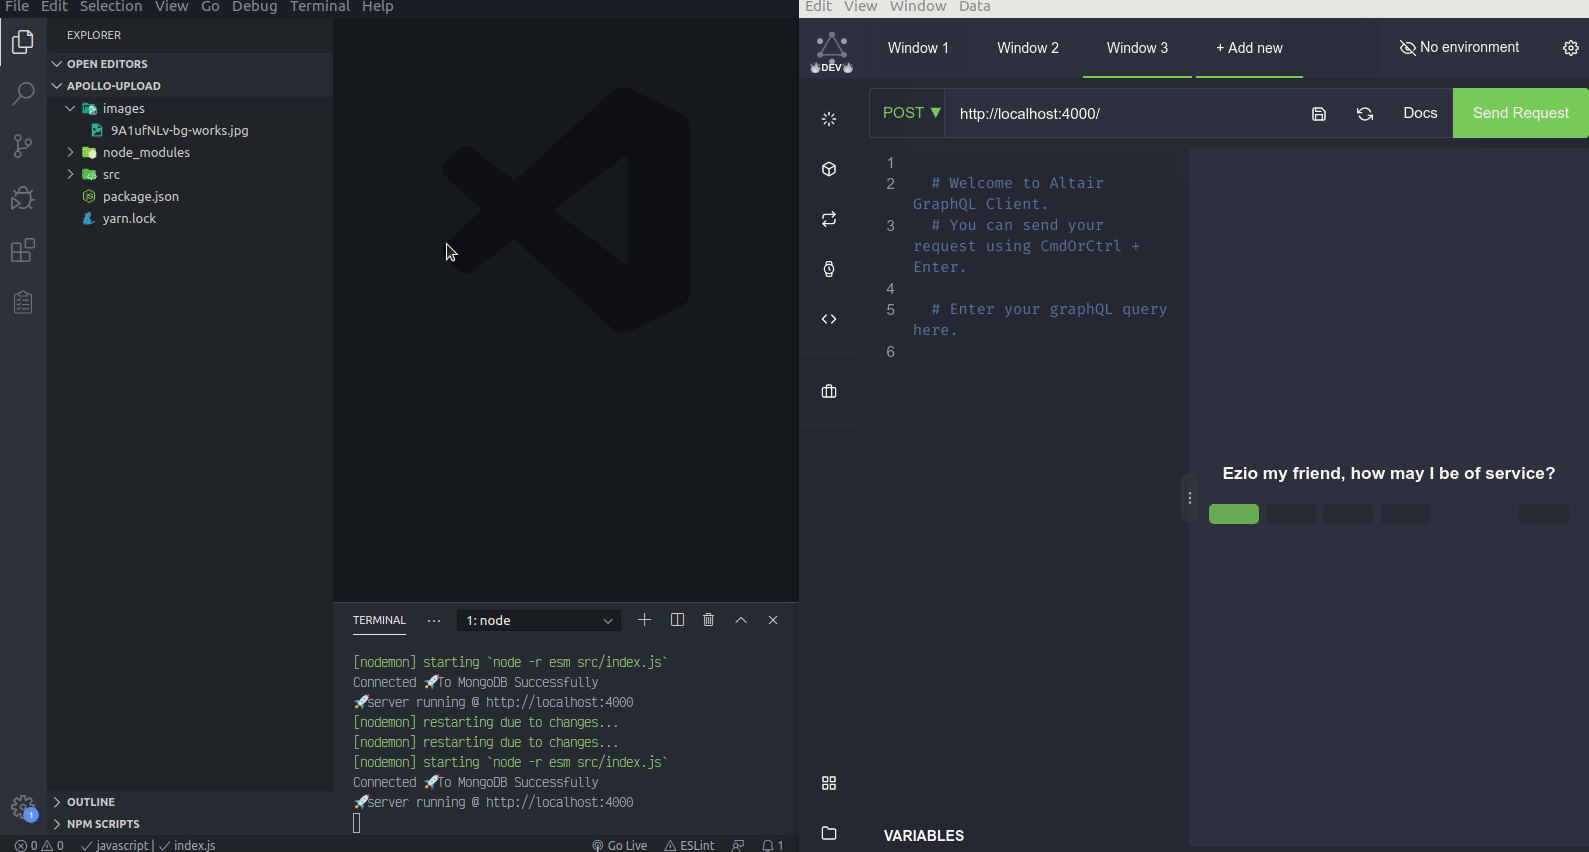 File Edit Selection View Go Debug Terminal Help
EXPLORER
OPEN EDITORS
APOLLO-UPLOAD
images
9A1ufNLv-bg-works.jpg
node_modules
src
package.json
yarn.lock
OUTLINE
NPM SCRIPTS
1
TERMINAL ... 1: node
[nodemon] starting `node -r esm src/index.js`
Connected 🚀To MongoDB Successfully
🚀server running @ http://localhost:4000
[nodemon] restarting due to changes...
[nodemon] restarting due to changes...
[nodemon] starting `node -r esm src/index.js`
Connected 🚀To MongoDB Successfully
🚀server running @ http://localhost:4000
0 0 javascript | index.js Go Live ESLint 1
Edit View Window Data
DEV
Window 1 Window 2 Window 3 + Add new No environment
POST ▼ http://localhost:4000/ Docs Send Request
1
2 # Welcome to Altair
GraphQL Client.
3 # You can send your
request using CmdOrCtrl +
Enter.
4
5 # Enter your graphQL query
here.
6
Ezio my friend, how may I be of service?
VARIABLES